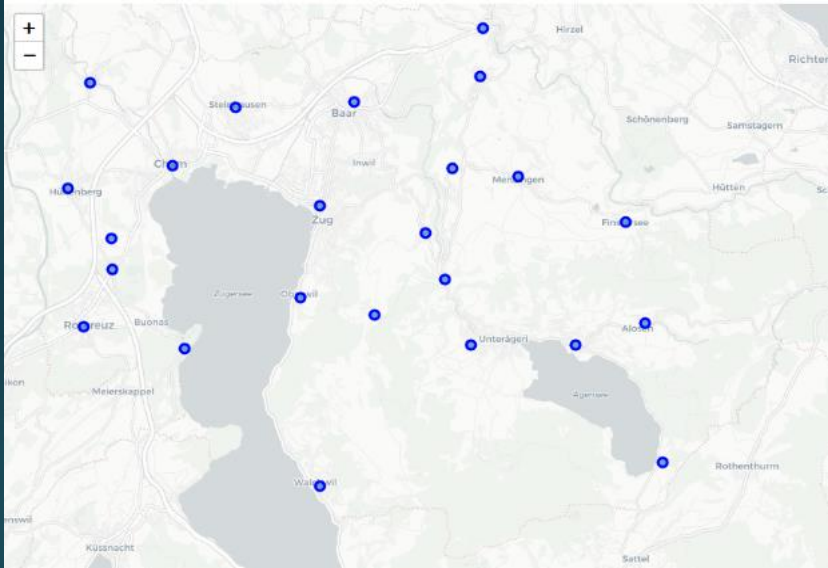 +
−
Hirzel
Richter
Steinhausen
Baar
Schönenberg
Samstagern
Cham
Inwil
Menzingen
Hütten
Hünenberg
Zug
Finstersee
Zugersee
Oberwil
Rotkreuz
Buonas
Unterägeri
Alosen
Meierskappel
Ägerisee
Walchwil
Rothenthurm
Küssnacht
Sattel